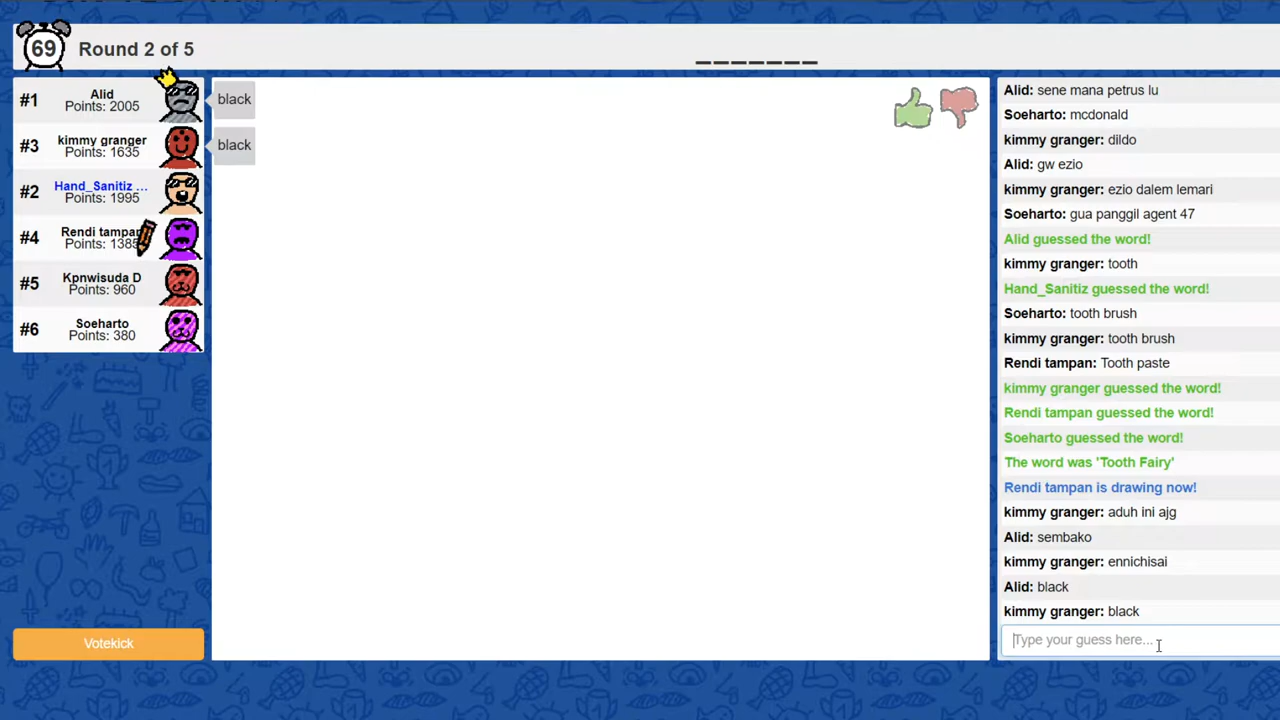 69
Round 2 of 5
_______
#1
Alid
Points: 2005
black
#3
kimmy granger
Points: 1635
black
#2
Hand_Sanitiz ...
Points: 1995
#4
Rendi tampan
Points: 1385
#5
Kpnwisuda D
Points: 960
#6
Soeharto
Points: 380
Votekick
Alid: sene mana petrus lu
Soeharto: mcdonald
kimmy granger: dildo
Alid: gw ezio
kimmy granger: ezio dalem lemari
Soeharto: gua panggil agent 47
Alid guessed the word!
kimmy granger: tooth
Hand_Sanitiz guessed the word!
Soeharto: tooth brush
kimmy granger: tooth brush
Rendi tampan: Tooth paste
kimmy granger guessed the word!
Rendi tampan guessed the word!
Soeharto guessed the word!
The word was 'Tooth Fairy'
Rendi tampan is drawing now!
kimmy granger: aduh ini ajg
Alid: sembako
kimmy granger: ennichisai
Alid: black
kimmy granger: black
Type your guess here...